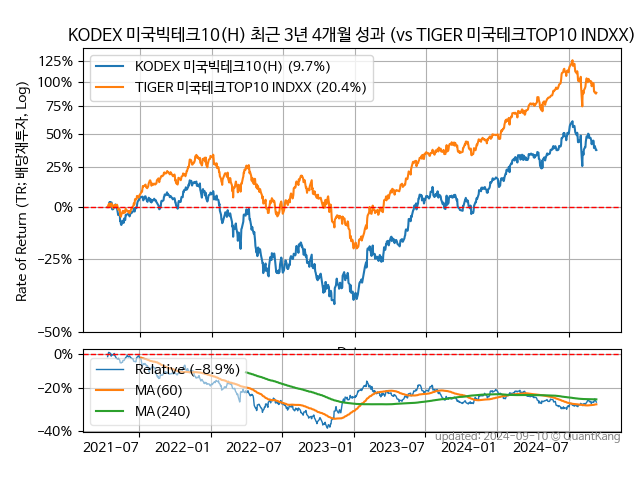 KODEX 미국빅테크10(H) 최근 3년 4개월 성과 (vs TIGER 미국테크TOP10 INDXX)
KODEX 미국빅테크10(H) (9.7%)
TIGER 미국테크TOP10 INDXX (20.4%)
Rate of Return (TR: 배당재투자, Log)
125%
100%
75%
50%
25%
0%
−25%
−50%
0%
−20%
−40%
Relative (−8.9%)
MA(60)
MA(240)
2021−07
2022−01
2022−07
2023−01
2023−07
2024−01
2024−07
updated: 2024−09−10 © QuantKang